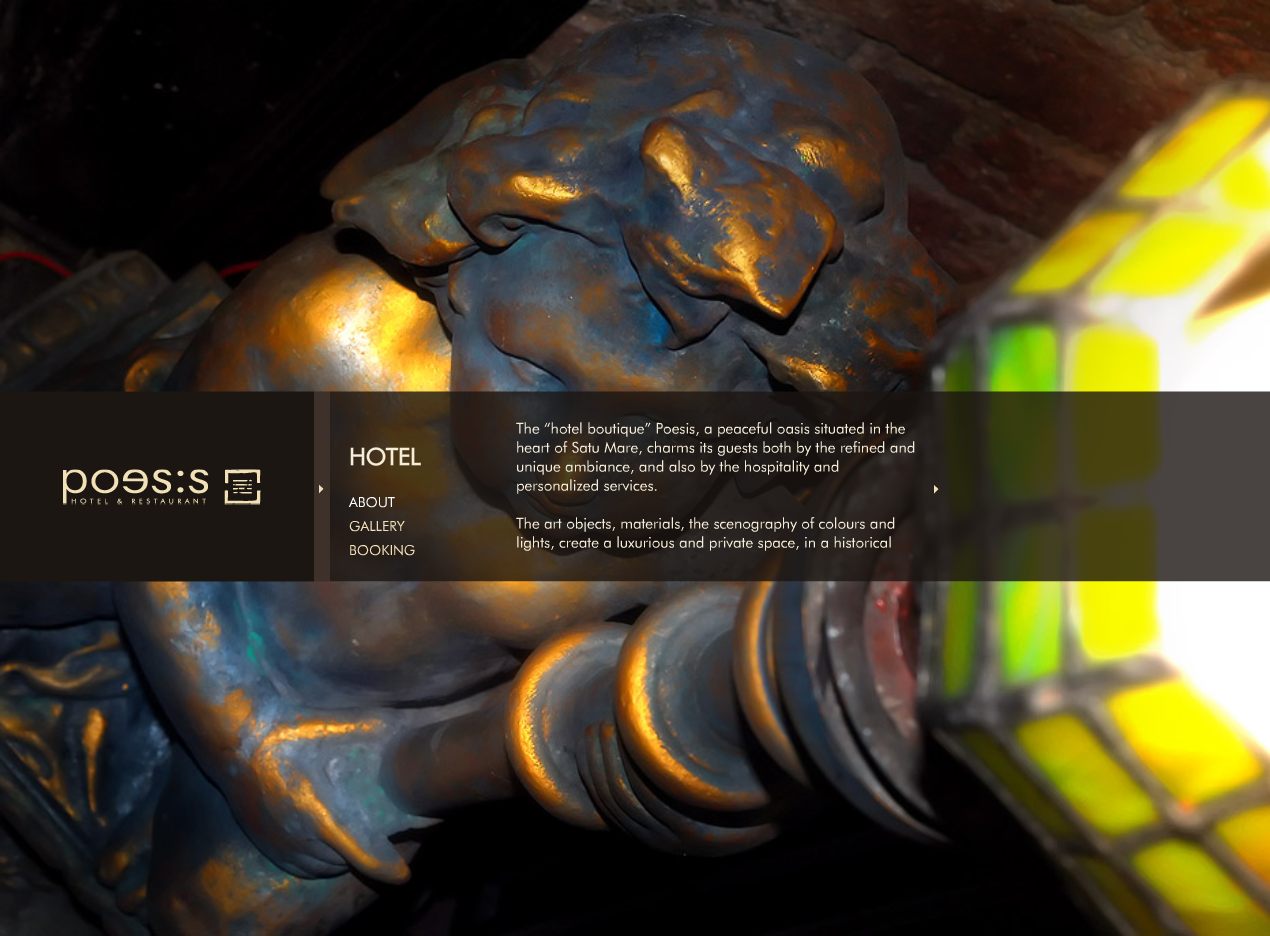 poes:s
HOTEL & RESTAURANT
HOTEL
ABOUT
GALLERY
BOOKING
The “hotel boutique” Poesis, a peaceful oasis situated in the
heart of Satu Mare, charms its guests both by the refined and
unique ambiance, and also by the hospitality and
personalized services.
The art objects, materials, the scenography of colours and
lights, create a luxurious and private space, in a historical